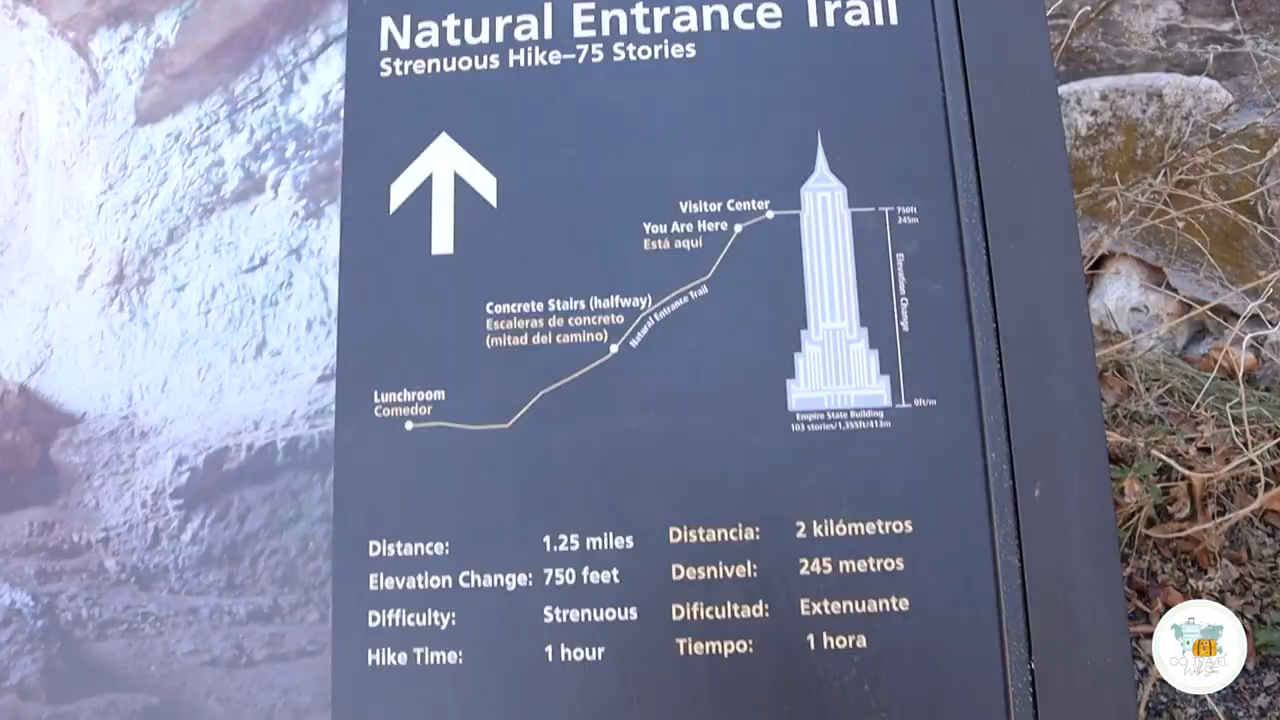 Natural Entrance Trail
Strenuous Hike–75 Stories
Visitor Center
You Are Here
Está aquí
750ft
245m
Elevation Change
Concrete Stairs (halfway)
Escaleras de concreto
(mitad del camino)
Natural Entrance Trail
Lunchroom
Comedor
0ft/m
Empire State Building
103 stories/1,355ft/413m
Distance: 1.25 miles Distancia: 2 kilómetros
Elevation Change: 750 feet Desnivel: 245 metros
Difficulty: Strenuous Dificultad: Extenuante
Hike Time: 1 hour Tiempo: 1 hora
GO TRAVEL